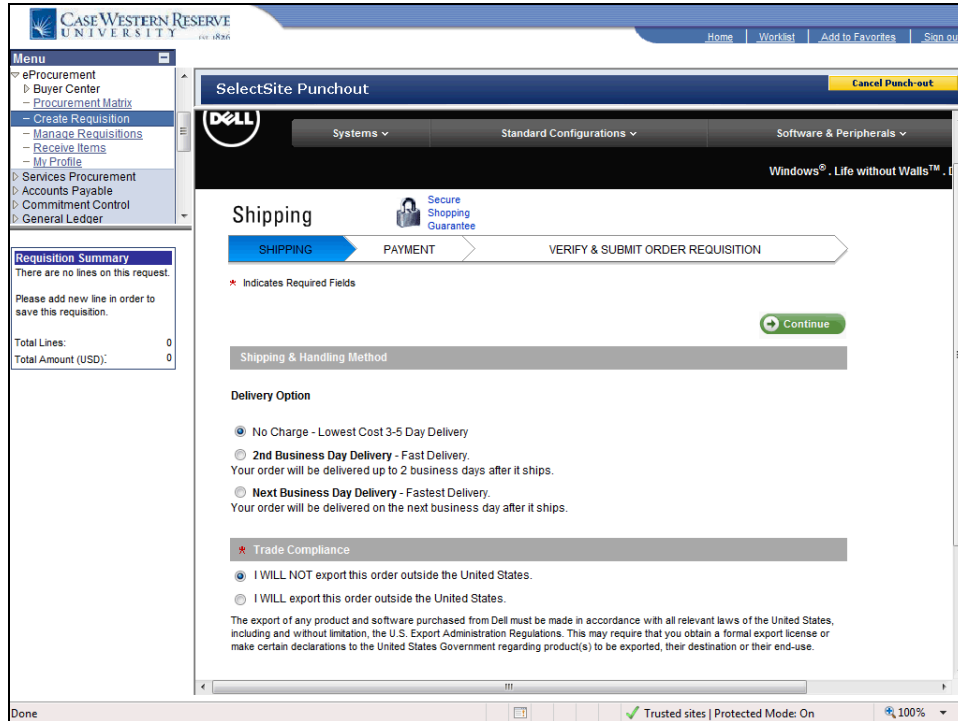 CASE WESTERN RESERVE
UNIVERSITY EST. 1826
Home Worklist Add to Favorites Sign ou
Menu
eProcurement
Buyer Center
Procurement Matrix
Create Requisition
Manage Requisitions
Receive Items
My Profile
Services Procurement
Accounts Payable
Commitment Control
General Ledger
Requisition Summary
There are no lines on this request.
Please add new line in order to
save this requisition.
Total Lines: 0
Total Amount (USD): 0
SelectSite Punchout
Cancel Punch-out
DELL
Systems Standard Configurations Software & Peripherals
Windows®. Life without Walls™.
Shipping
Secure
Shopping
Guarantee
SHIPPING PAYMENT VERIFY & SUBMIT ORDER REQUISITION
* Indicates Required Fields
Continue
Shipping & Handling Method
Delivery Option
No Charge - Lowest Cost 3-5 Day Delivery
2nd Business Day Delivery - Fast Delivery.
Your order will be delivered up to 2 business days after it ships.
Next Business Day Delivery - Fastest Delivery.
Your order will be delivered on the next business day after it ships.
* Trade Compliance
I WILL NOT export this order outside the United States.
I WILL export this order outside the United States.
The export of any product and software purchased from Dell must be made in accordance with all relevant laws of the United States,
including and without limitation, the U.S. Export Administration Regulations. This may require that you obtain a formal export license or
make certain declarations to the United States Government regarding product(s) to be exported, their destination or their end-use.
Done
Trusted sites | Protected Mode: On
100%